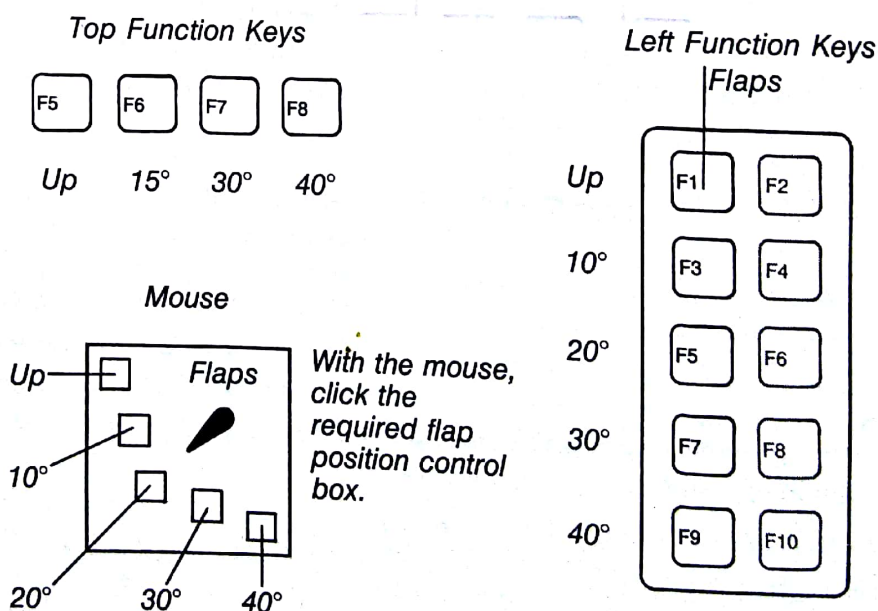 Top Function Keys
F5 F6 F7 F8
Up 15° 30° 40°
Left Function Keys
Flaps
Up F1 F2
10° F3 F4
20° F5 F6
30° F7 F8
40° F9 F10
Mouse
Up Flaps
10°
20° 30° 40°
With the mouse,
click the
required flap
position control
box.